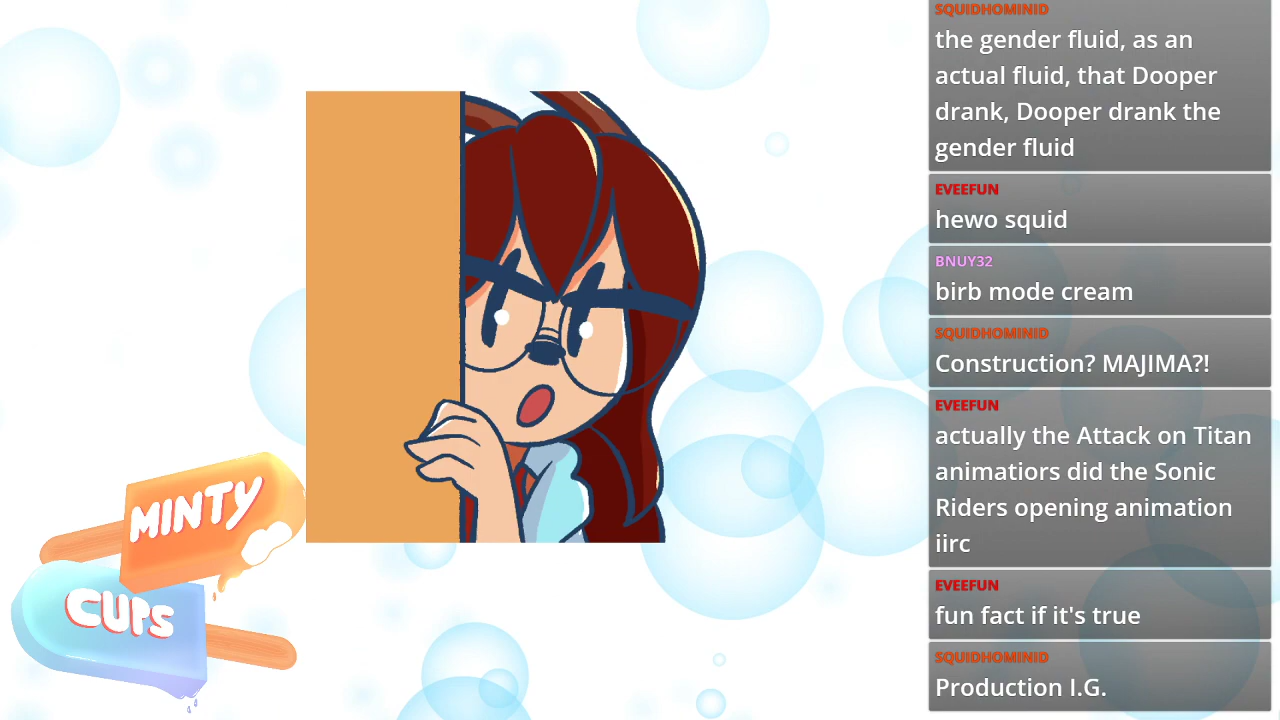 MINTY
CUPS
SQUIDHOMINID
the gender fluid, as an
actual fluid, that Dooper
drank, Dooper drank the
gender fluid
EVEEFUN
hewo squid
BNUY32
birb mode cream
SQUIDHOMINID
Construction? MAJIMA?!
EVEEFUN
actually the Attack on Titan
animatiors did the Sonic
Riders opening animation
iirc
EVEEFUN
fun fact if it's true
SQUIDHOMINID
Production I.G.